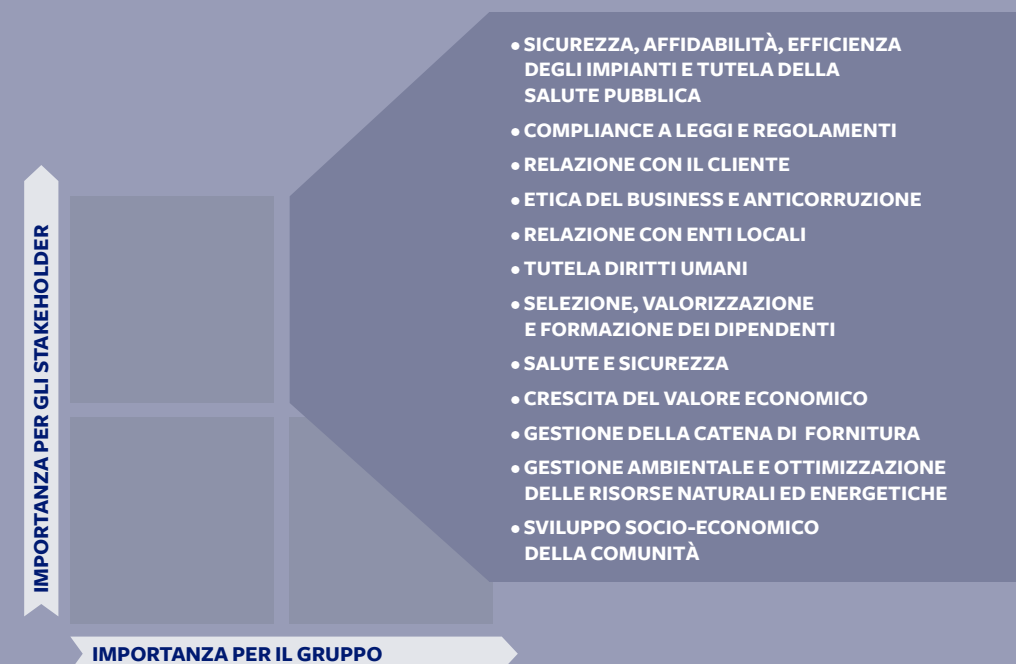 • SICUREZZA, AFFIDABILITÀ, EFFICIENZA
DEGLI IMPIANTI E TUTELA DELLA
SALUTE PUBBLICA
• COMPLIANCE A LEGGI E REGOLAMENTI
• RELAZIONE CON IL CLIENTE
• ETICA DEL BUSINESS E ANTICORRUZIONE
• RELAZIONE CON ENTI LOCALI
• TUTELA DIRITTI UMANI
• SELEZIONE, VALORIZZAZIONE
E FORMAZIONE DEI DIPENDENTI
• SALUTE E SICUREZZA
• CRESCITA DEL VALORE ECONOMICO
• GESTIONE DELLA CATENA DI FORNITURA
• GESTIONE AMBIENTALE E OTTIMIZZAZIONE
DELLE RISORSE NATURALI ED ENERGETICHE
• SVILUPPO SOCIO-ECONOMICO
DELLA COMUNITÀ
IMPORTANZA PER GLI STAKEHOLDER
IMPORTANZA PER IL GRUPPO